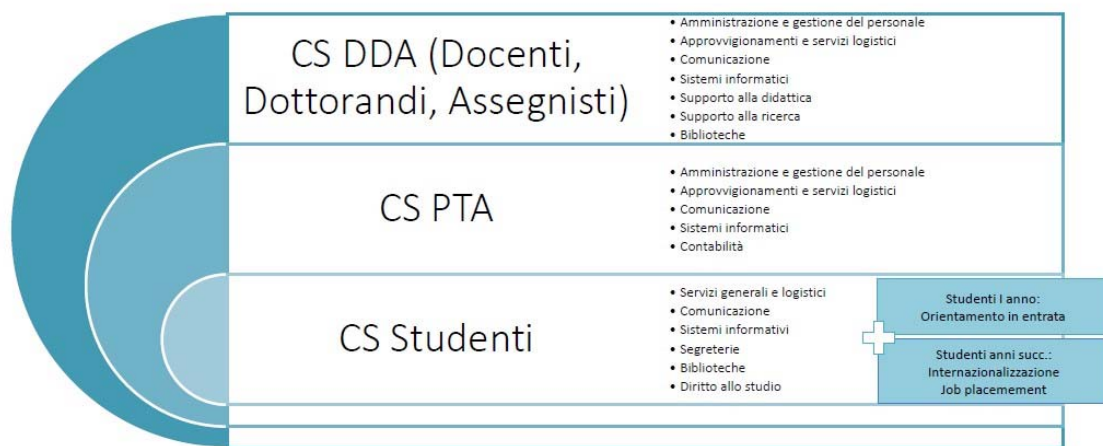 CS DDA (Docenti,
Dottorandi, Assegnisti)
• Amministrazione e gestione del personale
• Approvvigionamenti e servizi logistici
• Comunicazione
• Sistemi informatici
• Supporto alla didattica
• Supporto alla ricerca
• Biblioteche
CS PTA
• Amministrazione e gestione del personale
• Approvvigionamenti e servizi logistici
• Comunicazione
• Sistemi informatici
• Contabilità
CS Studenti
• Servizi generali e logistici
• Comunicazione
• Sistemi informativi
• Segreterie
• Biblioteche
• Diritto allo studio
Studenti I anno:
Orientamento in entrata
Studenti anni succ.:
Internazionalizzazione
Job placemement